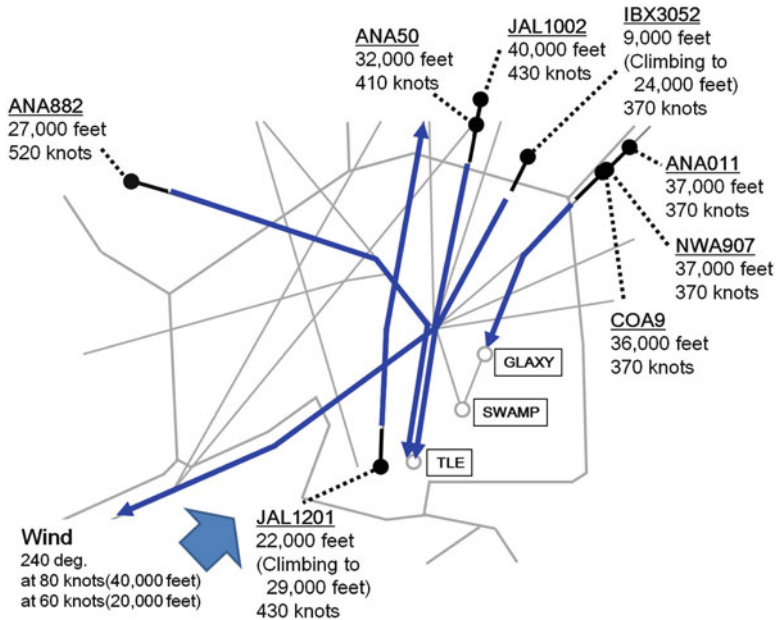 ANA882
27,000 feet
520 knots
ANA50
32,000 feet
410 knots
JAL1002
40,000 feet
430 knots
IBX3052
9,000 feet
(Climbing to
24,000 feet)
370 knots
ANA011
37,000 feet
370 knots
NWA907
37,000 feet
370 knots
COA9
36,000 feet
370 knots
GLAXY
SWAMP
TLE
JAL1201
22,000 feet
(Climbing to
29,000 feet)
430 knots
Wind
240 deg.
at 80 knots(40,000 feet)
at 60 knots(20,000 feet)